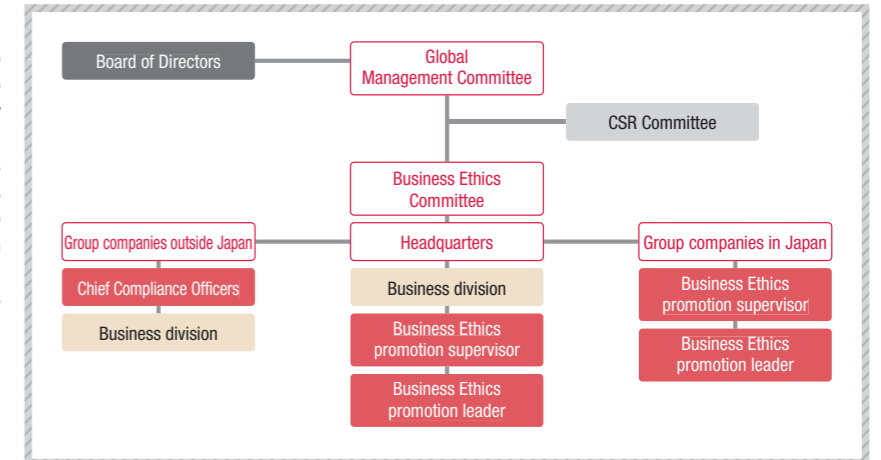 Board of Directors
Global
Management Committee
CSR Committee
Business Ethics
Committee
Group companies outside Japan
Headquarters
Group companies in Japan
Chief Compliance Officers
Business division
Business division
Business Ethics
promotion supervisor
Business Ethics
promotion leader
Business Ethics
promotion supervisor
Business Ethics
promotion leader